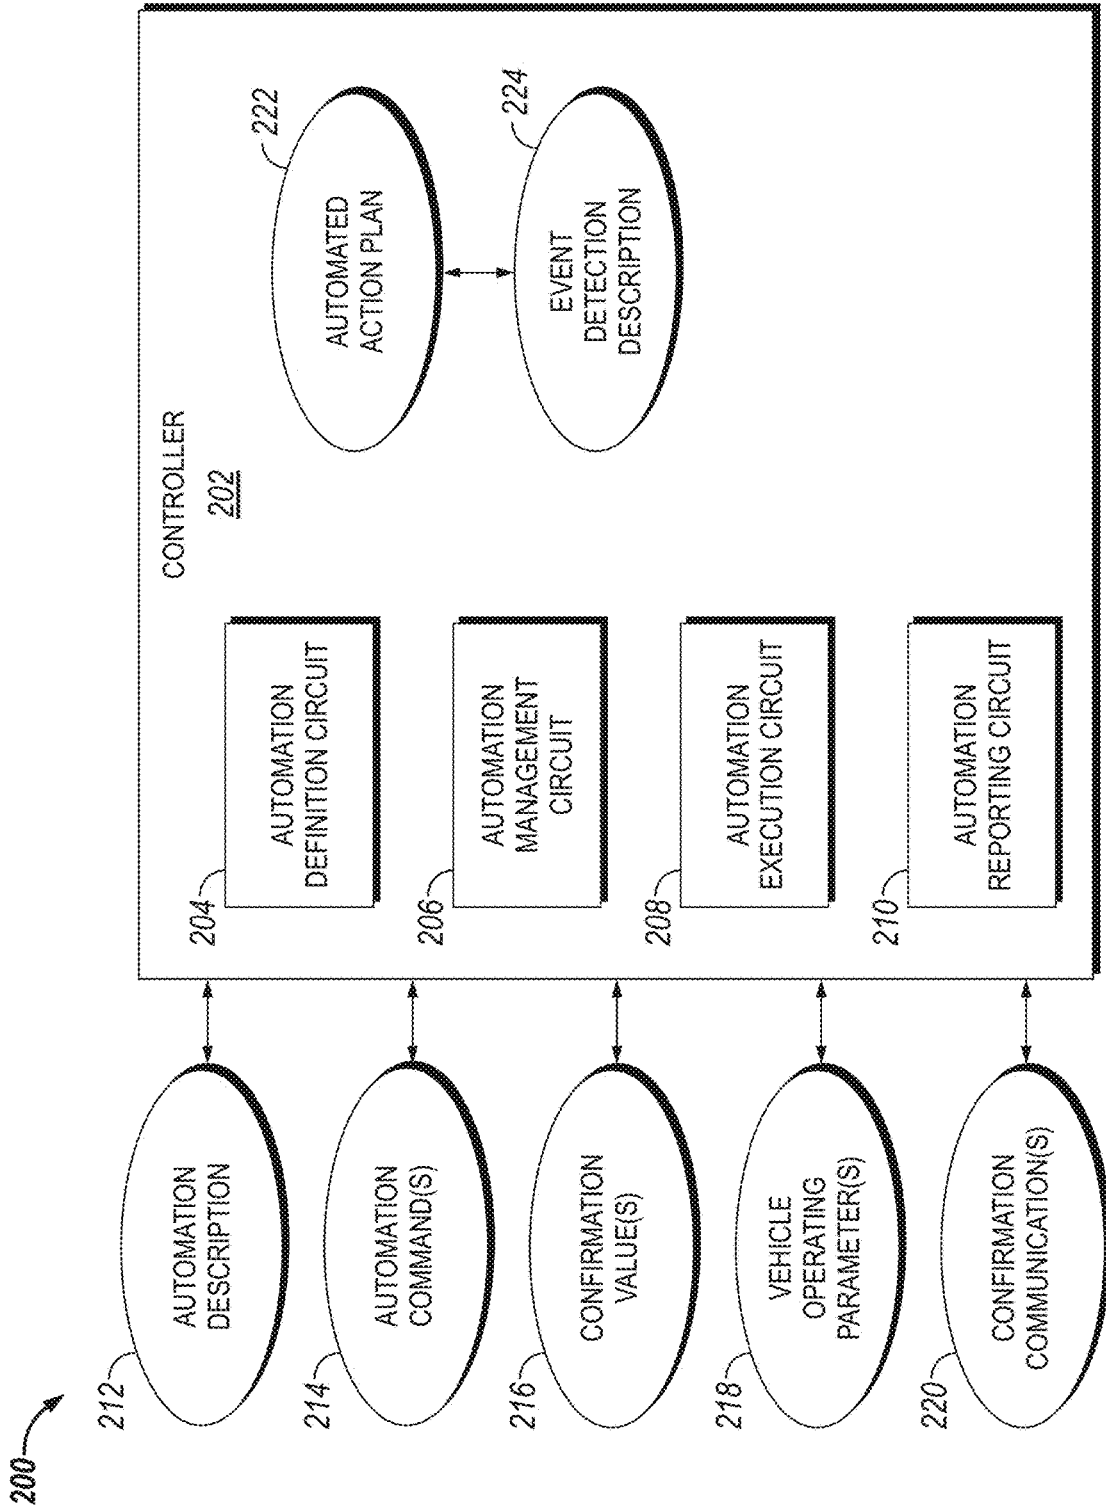 200
CONTROLLER
202
204
AUTOMATION
DEFINITION CIRCUIT
206
AUTOMATION
MANAGEMENT
CIRCUIT
208
AUTOMATION
EXECUTION CIRCUIT
210
AUTOMATION
REPORTING CIRCUIT
222
AUTOMATED
ACTION PLAN
224
EVENT
DETECTION
DESCRIPTION
212
AUTOMATION
DESCRIPTION
214
AUTOMATION
COMMAND(S)
216
CONFIRMATION
VALUE(S)
218
VEHICLE
OPERATING
PARAMETER(S)
220
CONFIRMATION
COMMUNICATION(S)